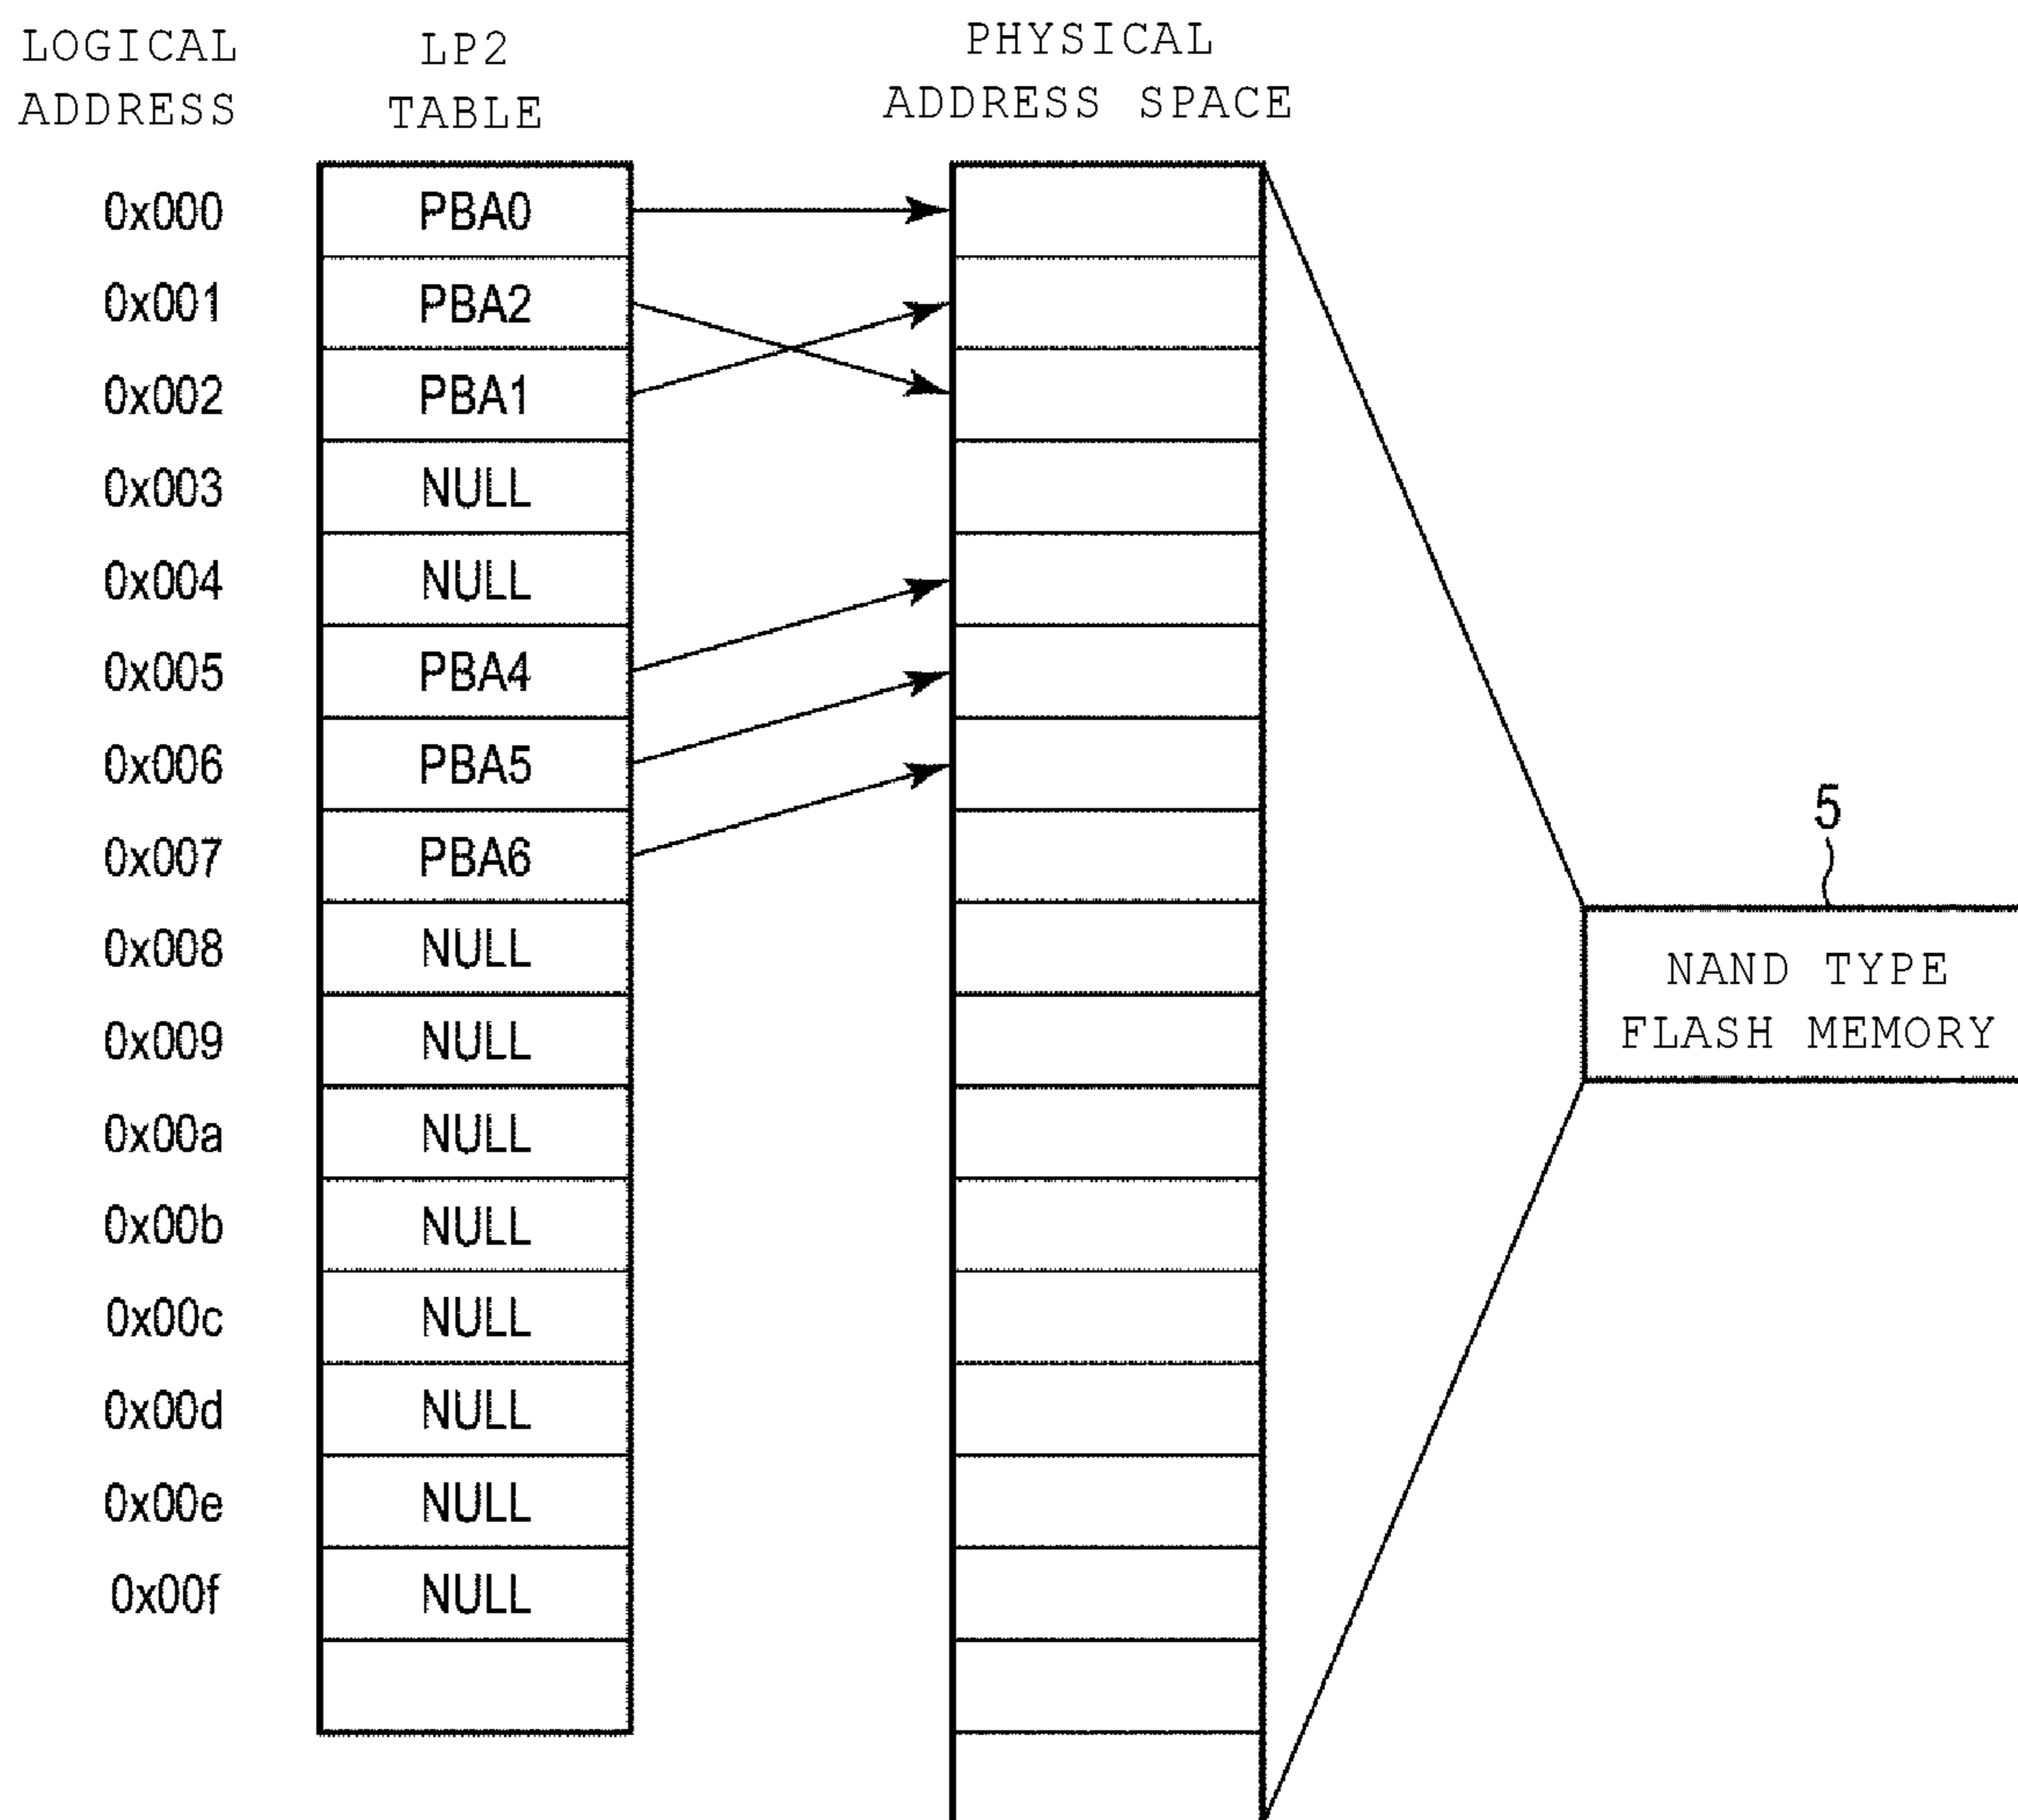 LOGICAL
ADDRESS
LP2
TABLE
PHYSICAL
ADDRESS SPACE
0x000 PBA0
0x001 PBA2
0x002 PBA1
0x003 NULL
0x004 NULL
0x005 PBA4
0x006 PBA5
0x007 PBA6
0x008 NULL
0x009 NULL
0x00a NULL
0x00b NULL
0x00c NULL
0x00d NULL
0x00e NULL
0x00f NULL
5
NAND TYPE
FLASH MEMORY